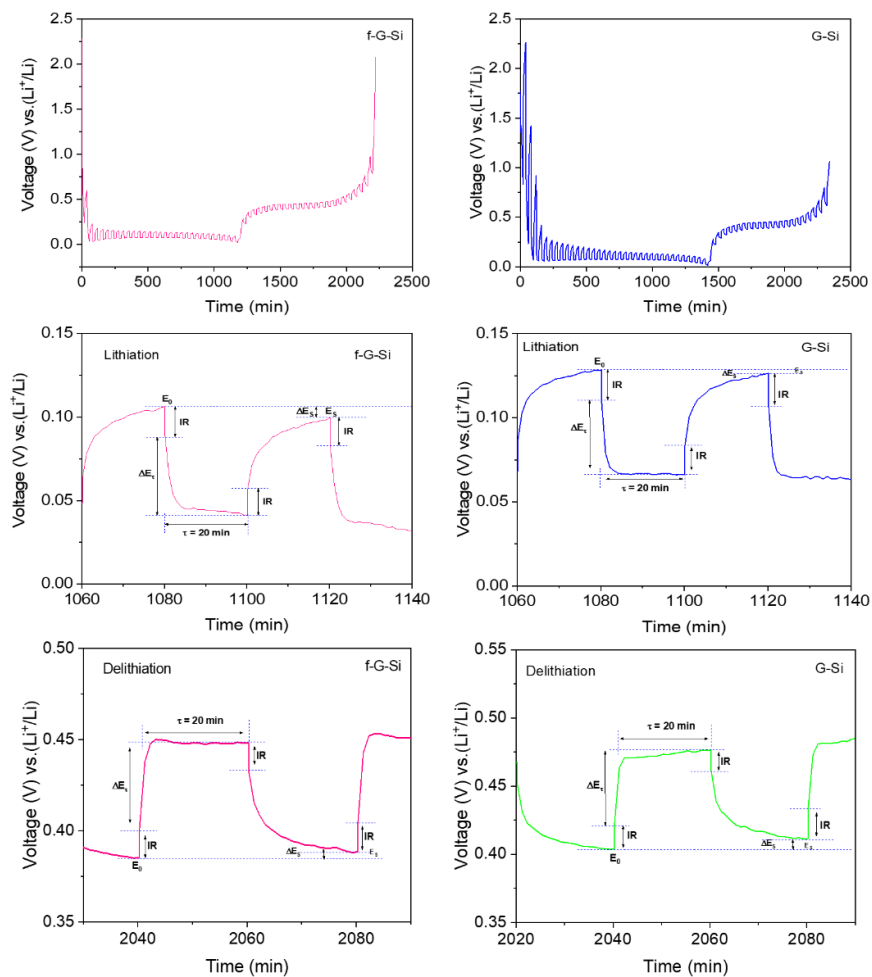 f-G-Si
Voltage (V) vs.(Li⁺/Li)
2.5
2.0
1.5
1.0
0.5
0.0
0
500
1000
1500
2000
2500
Time (min)
G-Si
Voltage (V) vs.(Li⁺/Li)
2.5
2.0
1.5
1.0
0.5
0.0
0
500
1000
1500
2000
2500
Time (min)
Lithiation
f-G-Si
Voltage (V) vs.(Li⁺/Li)
0.15
0.10
0.05
0.00
E₀
IR
ΔEτ
τ = 20 min
IR
ΔEₛ
Eₛ
IR
1060
1080
1100
1120
1140
Time (min)
Lithiation
G-Si
Voltage (V) vs.(Li⁺/Li)
0.15
0.10
0.05
0.00
E₀
IR
ΔEτ
τ = 20 min
IR
ΔEₛ
Eₛ
IR
1060
1080
1100
1120
1140
Time (min)
Delithiation
f-G-Si
Voltage (V) vs.(Li⁺/Li)
0.50
0.45
0.40
0.35
τ = 20 min
IR
ΔEτ
IR
E₀
ΔEₛ
Eₛ
IR
2040
2060
2080
Time (min)
Delithiation
G-Si
Voltage (V) vs.(Li⁺/Li)
0.55
0.50
0.45
0.40
0.35
τ = 20 min
IR
ΔEτ
IR
E₀
ΔEₛ
Eₛ
IR
2020
2040
2060
2080
Time (min)